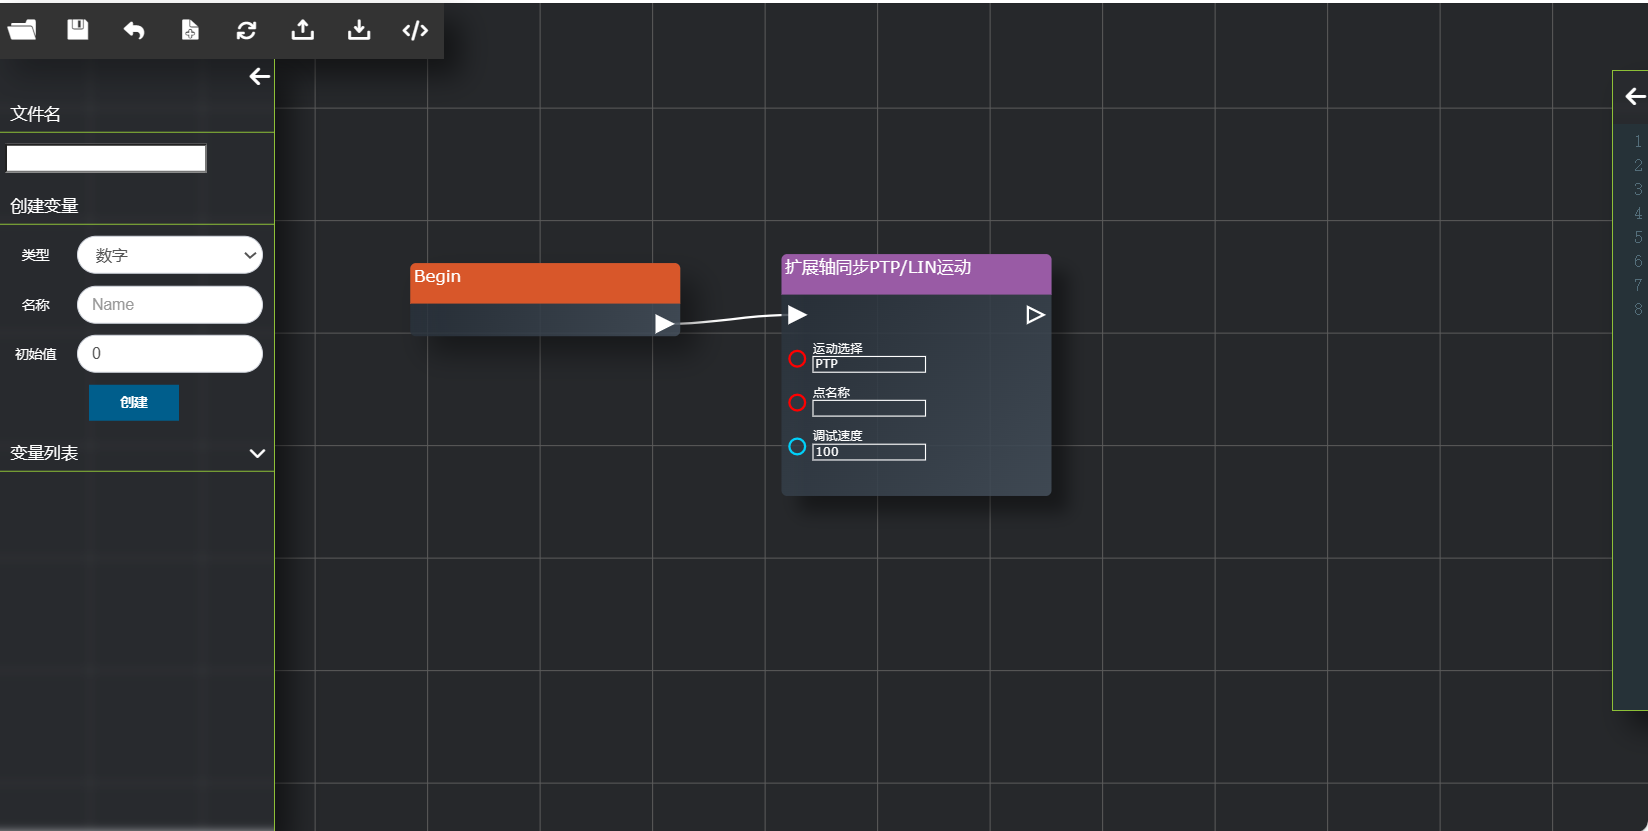 文件名
创建变量
类型
数字
名称
Name
初始值
0
创建
变量列表
Begin
扩展轴同步PTP/LIN运动
运动选择
PTP
点名称
调试速度
100
1
2
3
4
5
6
7
8